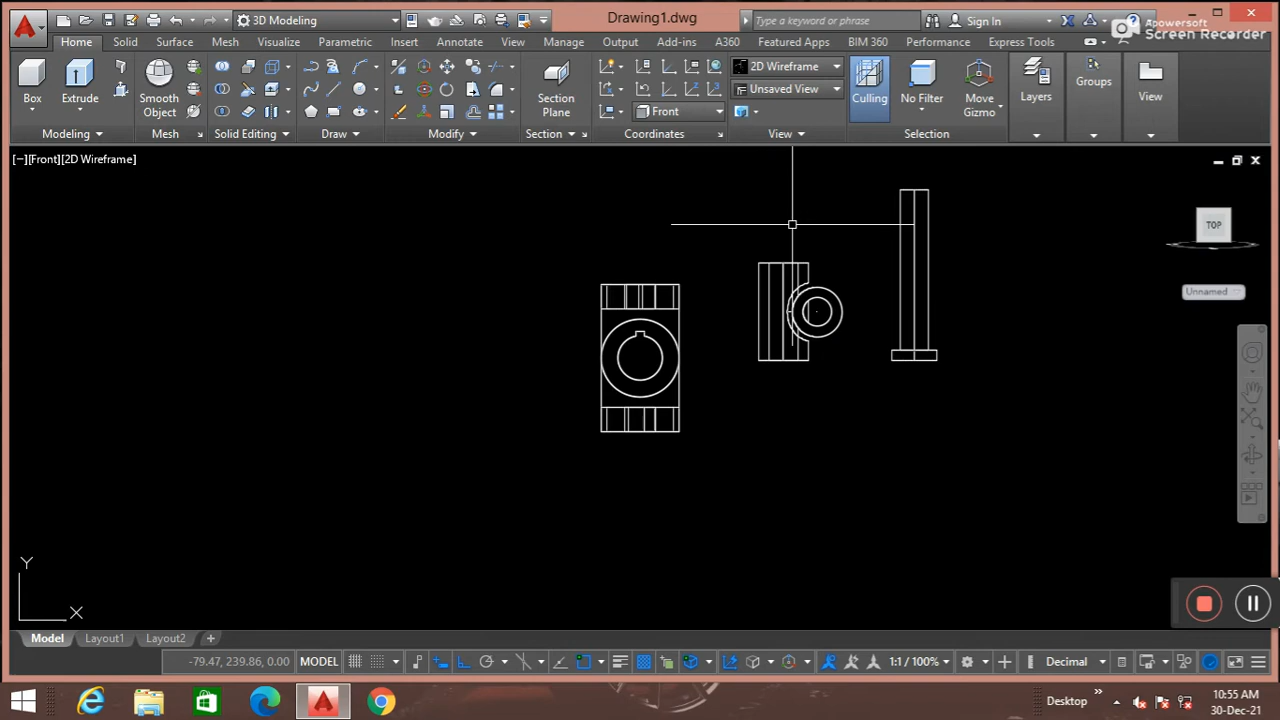 3D Modeling
Drawing1.dwg
Type a keyword or phrase
Sign In
Apowersoft
Screen Recorder
Home
Solid
Surface
Mesh
Visualize
Parametric
Insert
Annotate
View
Manage
Output
Add-ins
A360
Featured Apps
BIM 360
Performance
Express Tools
Box
Extrude
Smooth
Object
Section
Plane
Front
2D Wireframe
Unsaved View
Culling
No Filter
Move
Gizmo
Layers
Groups
View
Modeling
Mesh
Solid Editing
Draw
Modify
Section
Coordinates
View
Selection
[−][Front][2D Wireframe]
TOP
Unnamed
Y
X
Model
Layout1
Layout2
+
-79.47, 239.86, 0.00
MODEL
1:1 / 100%
Decimal
Desktop
10:55 AM
30-Dec-21